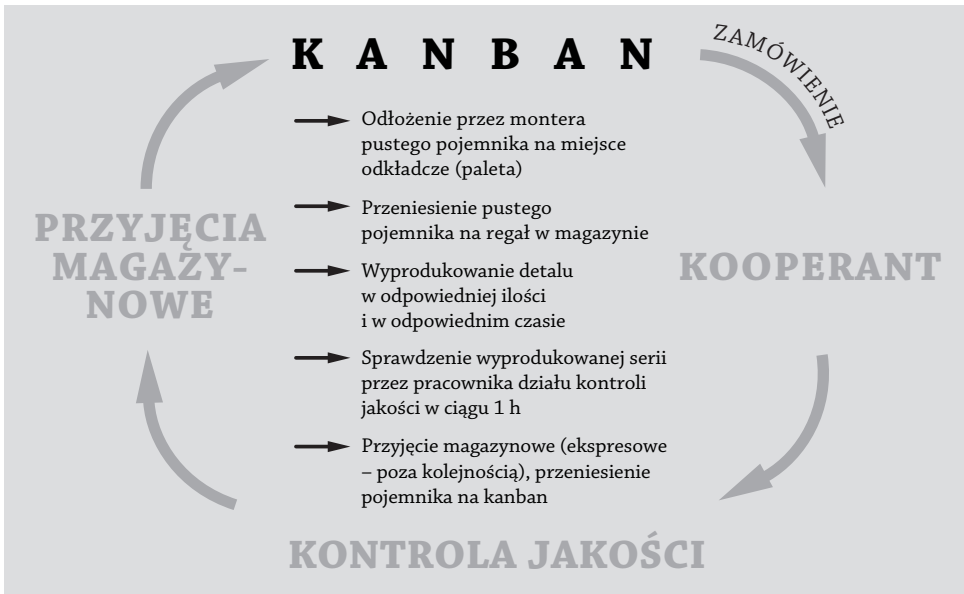 KANBAN
ZAMÓWIENIE
Odłożenie przez montera
pustego pojemnika na miejsce
odkładcze (paleta)
Przeniesienie pustego
pojemnika na regał w magazynie
Wyprodukowanie detalu
w odpowiedniej ilości
i w odpowiednim czasie
Sprawdzenie wyprodukowanej serii
przez pracownika działu kontroli
jakości w ciągu 1 h
Przyjęcie magazynowe (ekspresowe
– poza kolejnością), przeniesienie
pojemnika na kanban
PRZYJĘCIA
MAGAZY-
NOWE
KOOPERANT
KONTROLA JAKOŚCI